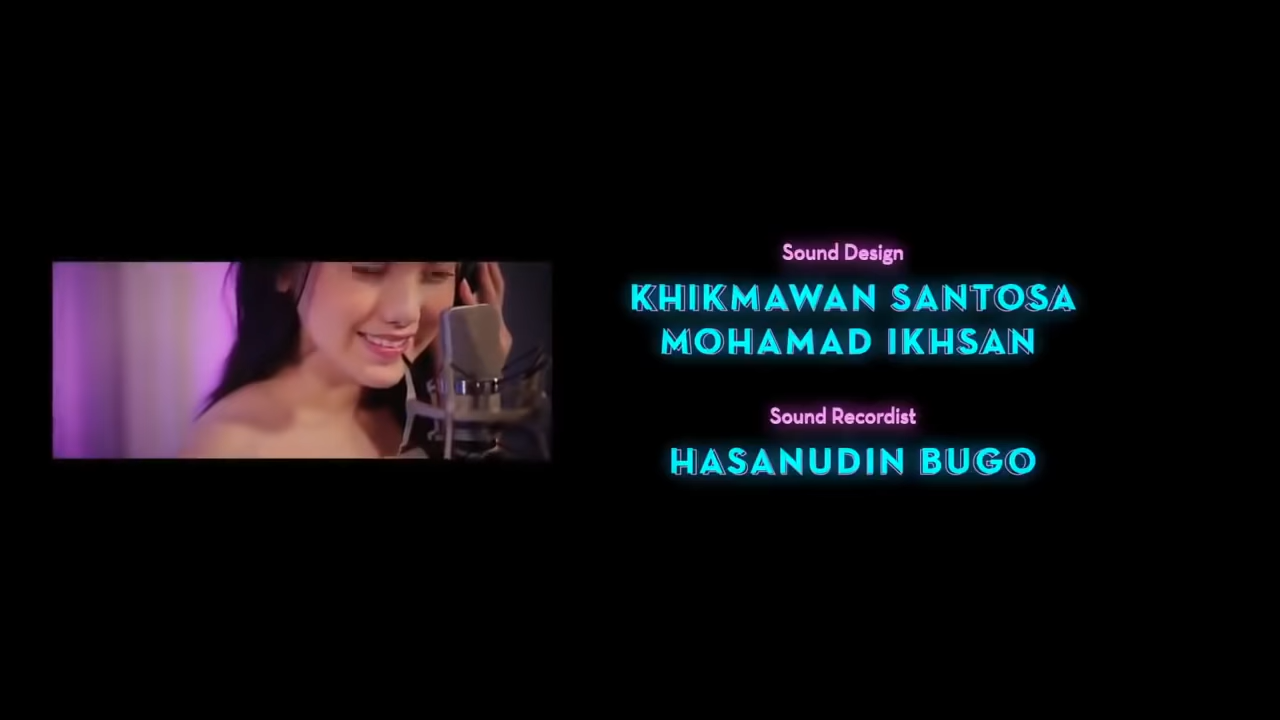 Sound Design
KHIKMAWAN SANTOSA
MOHAMAD IKHSAN
Sound Recordist
HASANUDIN BUGO